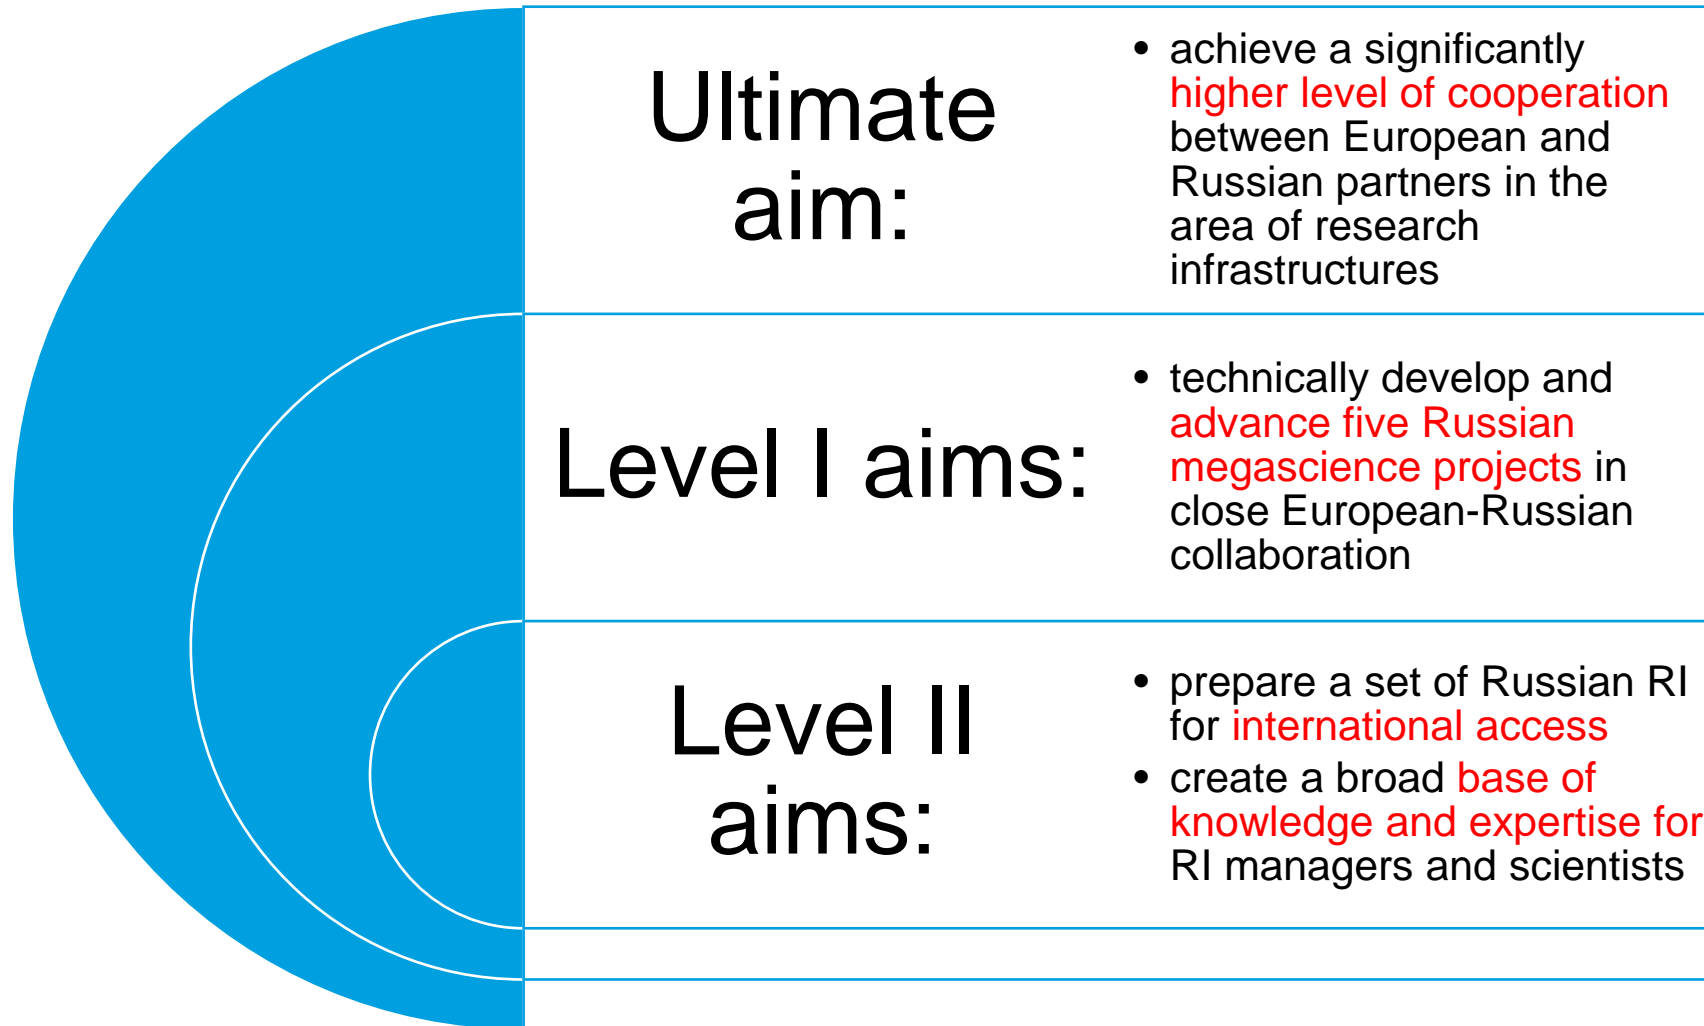 Ultimate
aim:
• achieve a significantly
higher level of cooperation
between European and
Russian partners in the
area of research
infrastructures
Level I aims:
• technically develop and
advance five Russian
megascience projects in
close European-Russian
collaboration
Level II
aims:
• prepare a set of Russian RI
for international access
• create a broad base of
knowledge and expertise for
RI managers and scientists